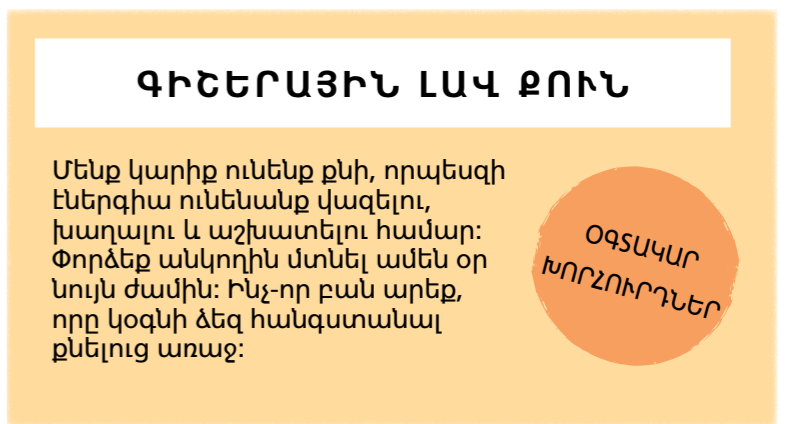 ԳԻՇԵՐԱՅԻՆ ԼԱՎ ՔՈՒՆ
Մենք կարիք ունենք քնի, որպեսզի
էներգիա ունենանք վազելու,
խաղալու և աշխատելու համար:
Փորձեք անկողին մտնել ամեն օր
նույն ժամին: Ինչ-որ բան արեք,
որը կօգնի ձեզ հանգստանալ
քնելուց առաջ:
ՕԳՏԱԿԱՐ
ԽՈՐՀՈՒՐԴՆԵՐ